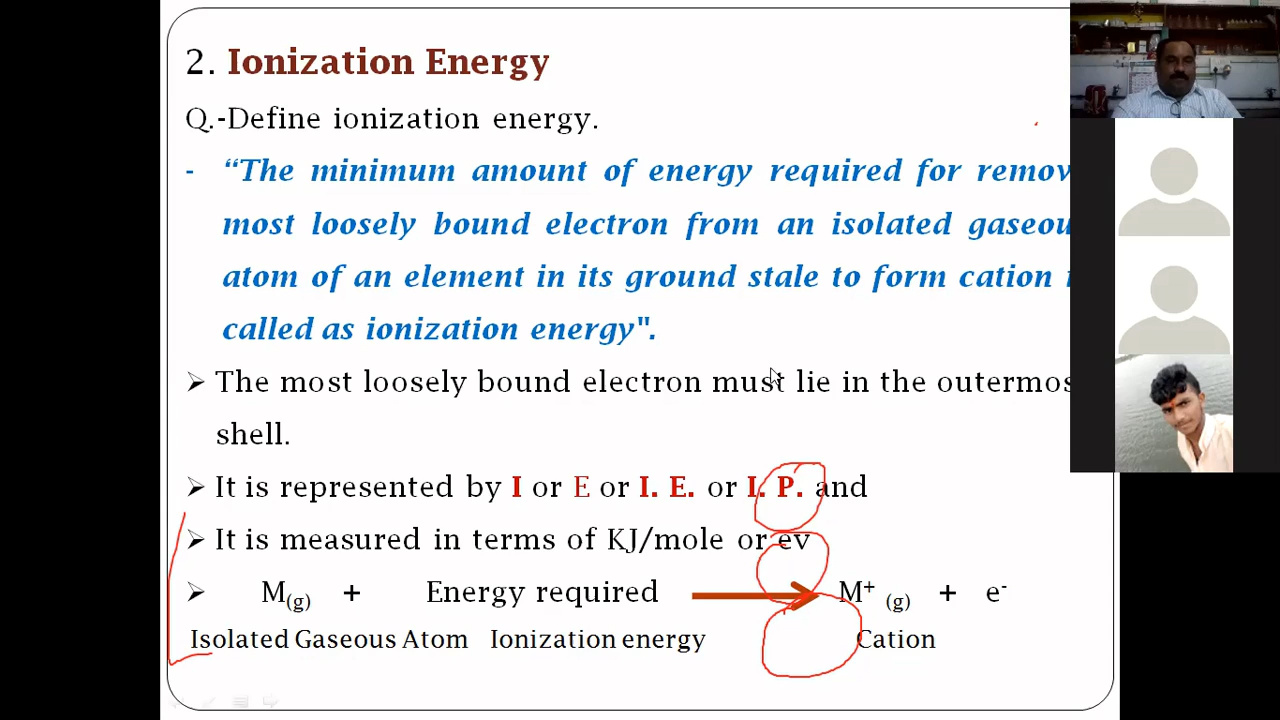 2. Ionization Energy
Q.-Define ionization energy.
- “The minimum amount of energy required for remov
most loosely bound electron from an isolated gaseou
atom of an element in its ground stale to form cation
called as ionization energy".
➢ The most loosely bound electron must lie in the outermos
shell.
➢ It is represented by I or E or I. E. or I. P. and
➢ It is measured in terms of KJ/mole or ev
➢ M(g) + Energy required → M⁺ (g) + e⁻
Isolated Gaseous Atom Ionization energy Cation